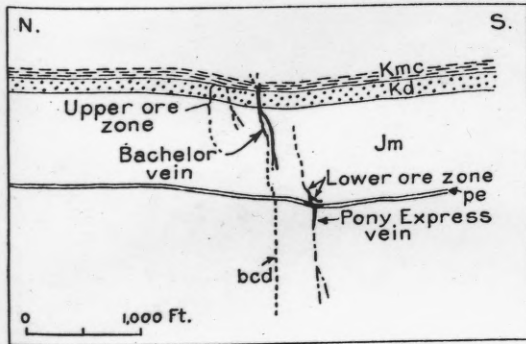 N.
S.
Kmc
Kd
Upper ore
zone
Jm
Bachelor
vein
Lower ore zone
pe
Pony Express
vein
bcd
0
1,000 Ft.